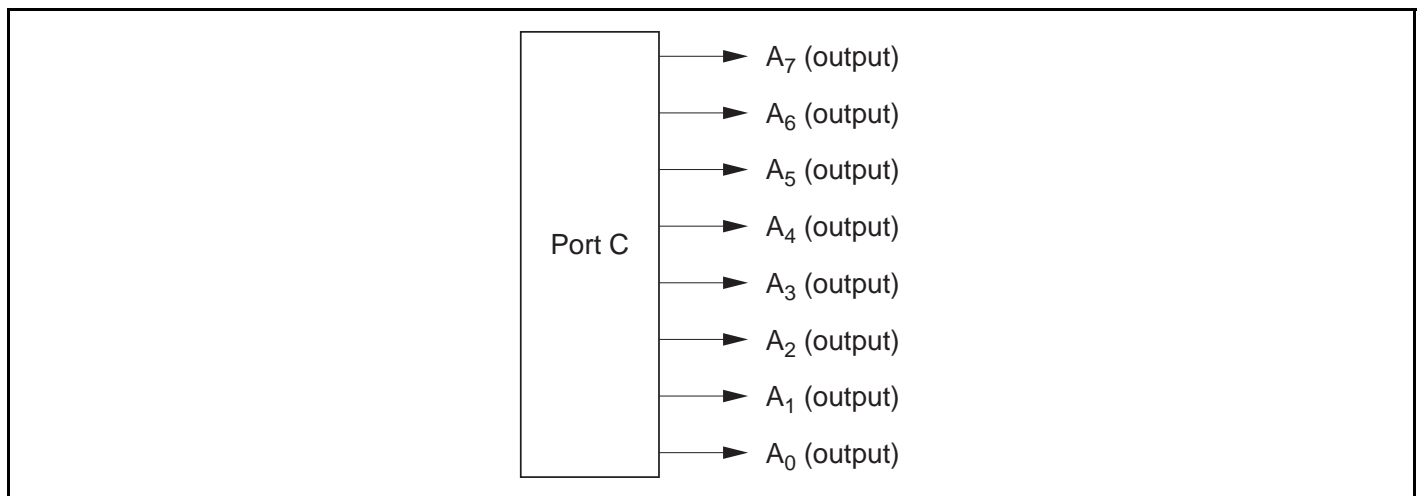 A7 (output)
A6 (output)
A5 (output)
A4 (output)
Port C
A3 (output)
A2 (output)
A1 (output)
A0 (output)